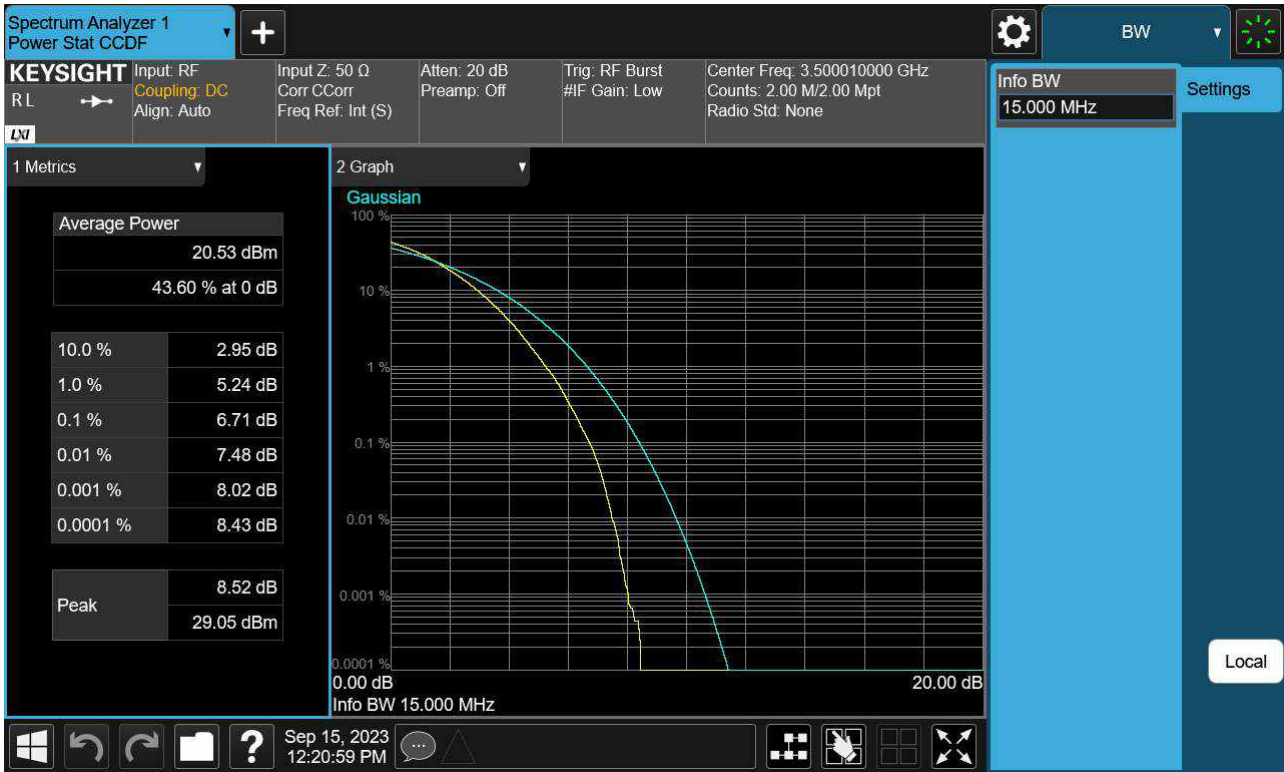 Spectrum Analyzer 1
Power Stat CCDF
+
BW
KEYSIGHT
RL
LXI
Input: RF
Coupling: DC
Align: Auto
Input Z: 50 Ω
Corr CCorr
Freq Ref: Int (S)
Atten: 20 dB
Preamp: Off
Trig: RF Burst
#IF Gain: Low
Center Freq: 3.500010000 GHz
Counts: 2.00 M/2.00 Mpt
Radio Std: None
Info BW
15.000 MHz
Settings
1 Metrics
Average Power
20.53 dBm
43.60 % at 0 dB
10.0 % 2.95 dB
1.0 % 5.24 dB
0.1 % 6.71 dB
0.01 % 7.48 dB
0.001 % 8.02 dB
0.0001 % 8.43 dB
Peak
8.52 dB
29.05 dBm
2 Graph
Gaussian
100 %
10 %
1 %
0.1 %
0.01 %
0.001 %
0.0001 %
0.00 dB 20.00 dB
Info BW 15.000 MHz
Local
?
Sep 15, 2023
12:20:59 PM